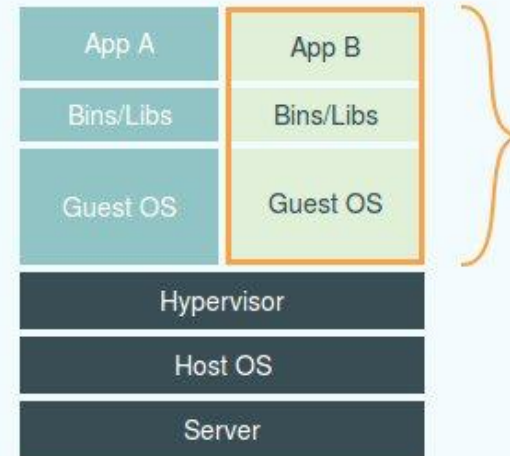 App A
App B
Bins/Libs
Bins/Libs
Guest OS
Guest OS
Hypervisor
Host OS
Server